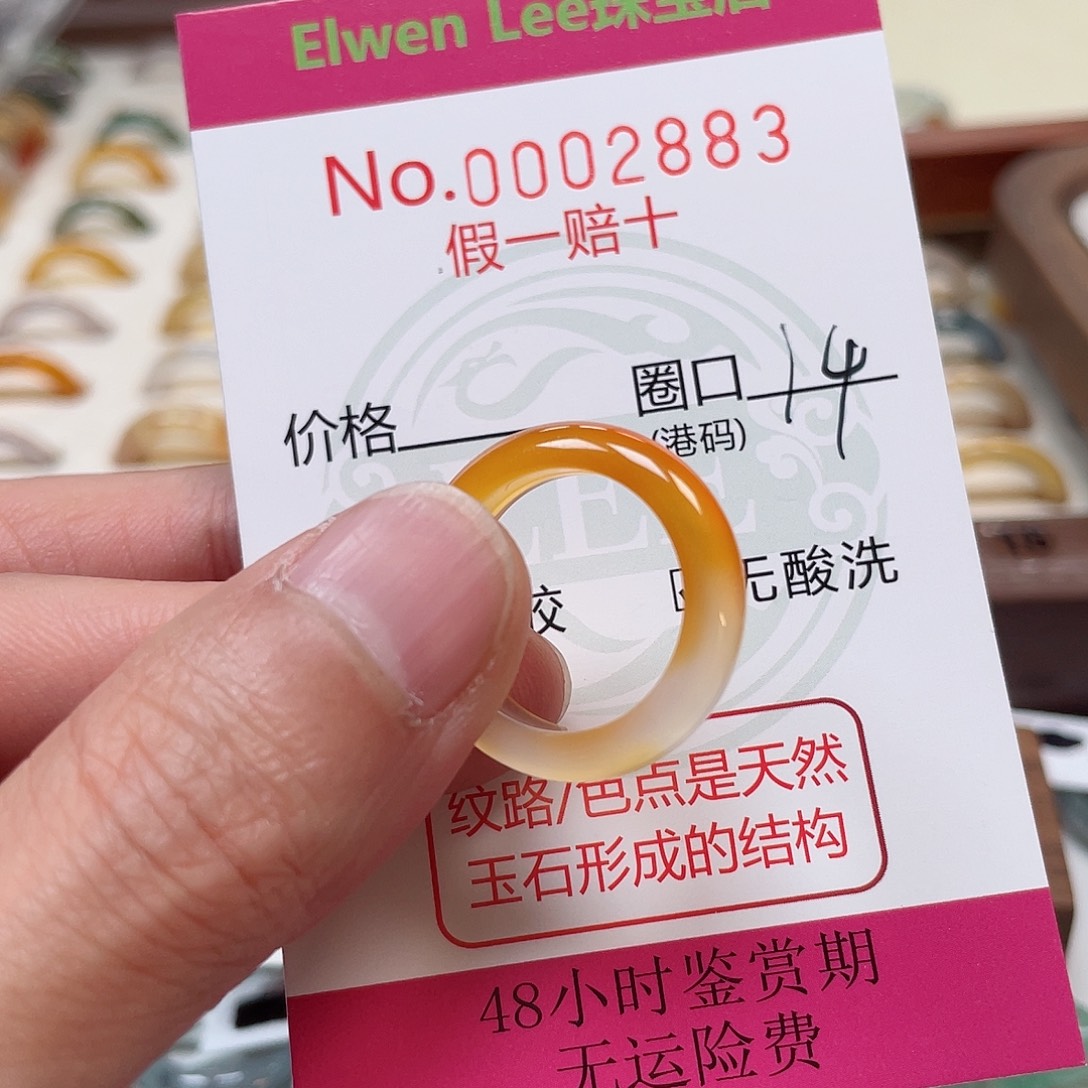 Elwen Lee珠宝店
No.0002883
假一赔十
价格 圈口 14
(港码)
胶 无酸洗
纹路/色点是天然
玉石形成的结构
48小时鉴赏期
无运险费